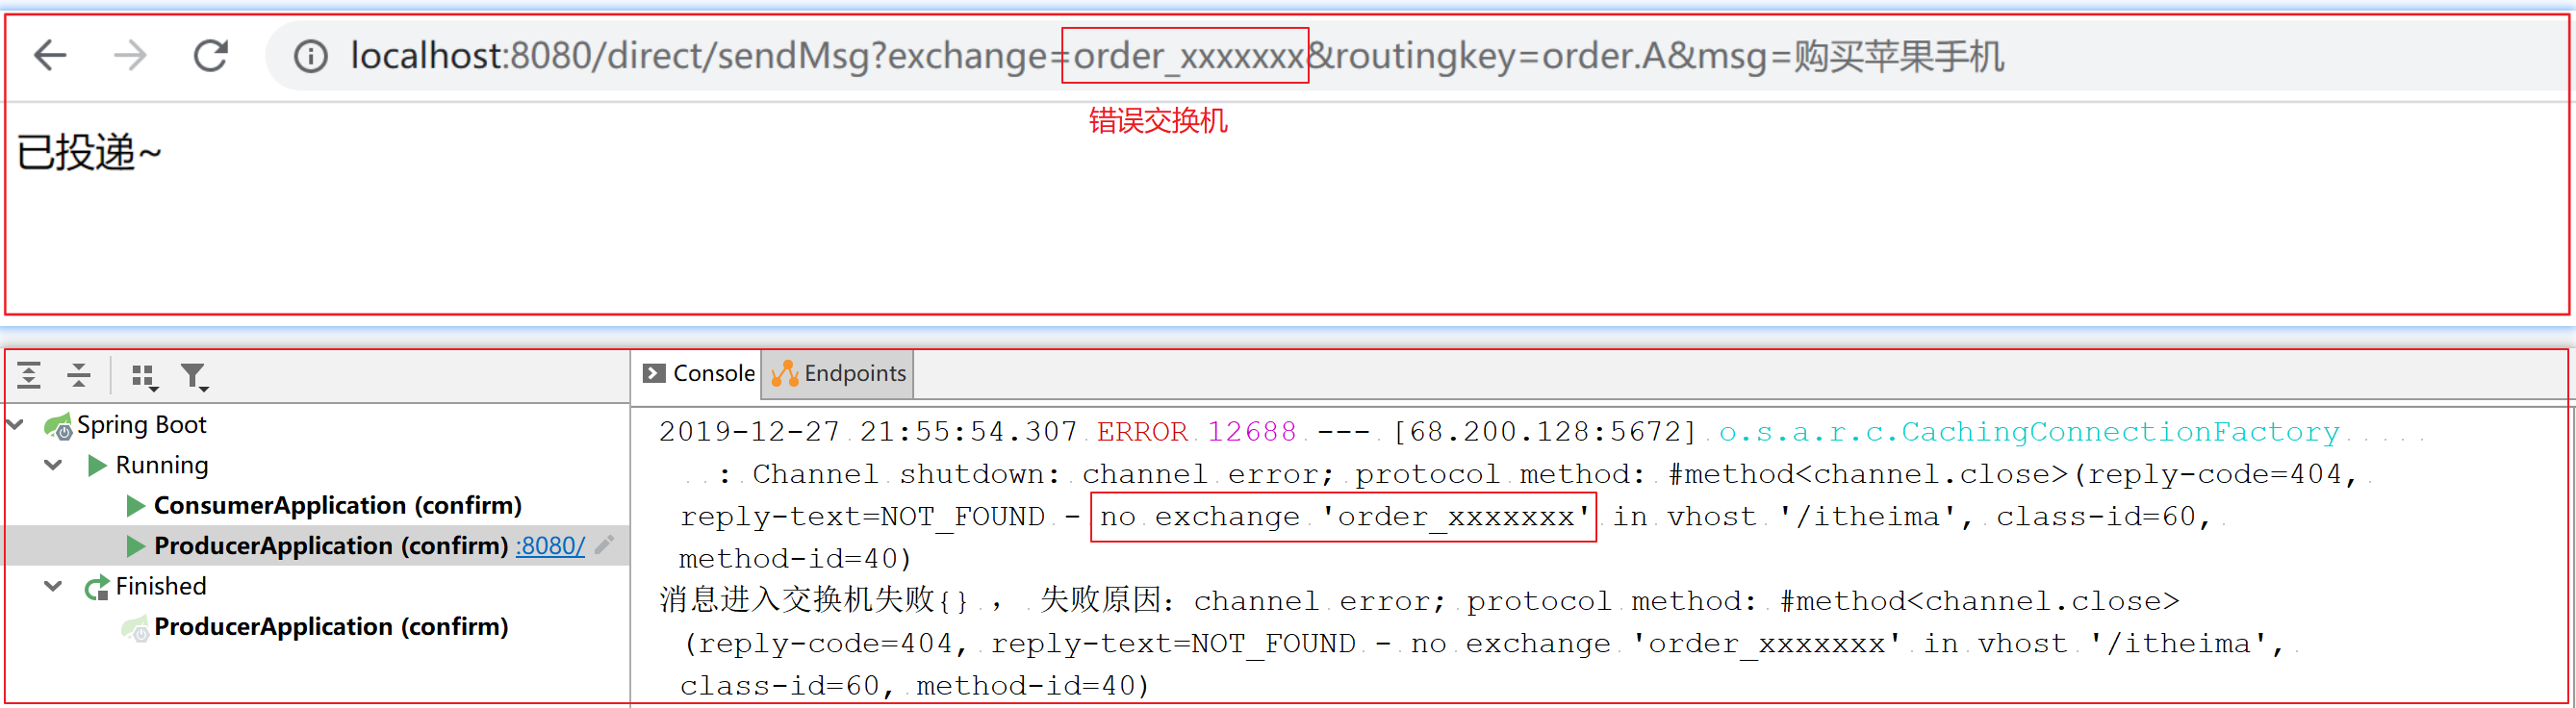 localhost:8080/direct/sendMsg?exchange=order_xxxxxxx&routingkey=order.A&msg=购买苹果手机
错误交换机
已投递~
Console
Endpoints
Spring Boot
Running
ConsumerApplication (confirm)
ProducerApplication (confirm) :8080/
Finished
ProducerApplication (confirm)
2019-12-27 21:55:54.307 ERROR 12688 --- [68.200.128:5672] o.s.a.r.c.CachingConnectionFactory
: Channel shutdown: channel error; protocol method: #method<channel.close>(reply-code=404,
reply-text=NOT_FOUND - no exchange 'order_xxxxxxx' in vhost '/itheima', class-id=60,
method-id=40)
消息进入交换机失败{} ， 失败原因：channel error; protocol method: #method<channel.close>
(reply-code=404, reply-text=NOT_FOUND - no exchange 'order_xxxxxxx' in vhost '/itheima',
class-id=60, method-id=40)